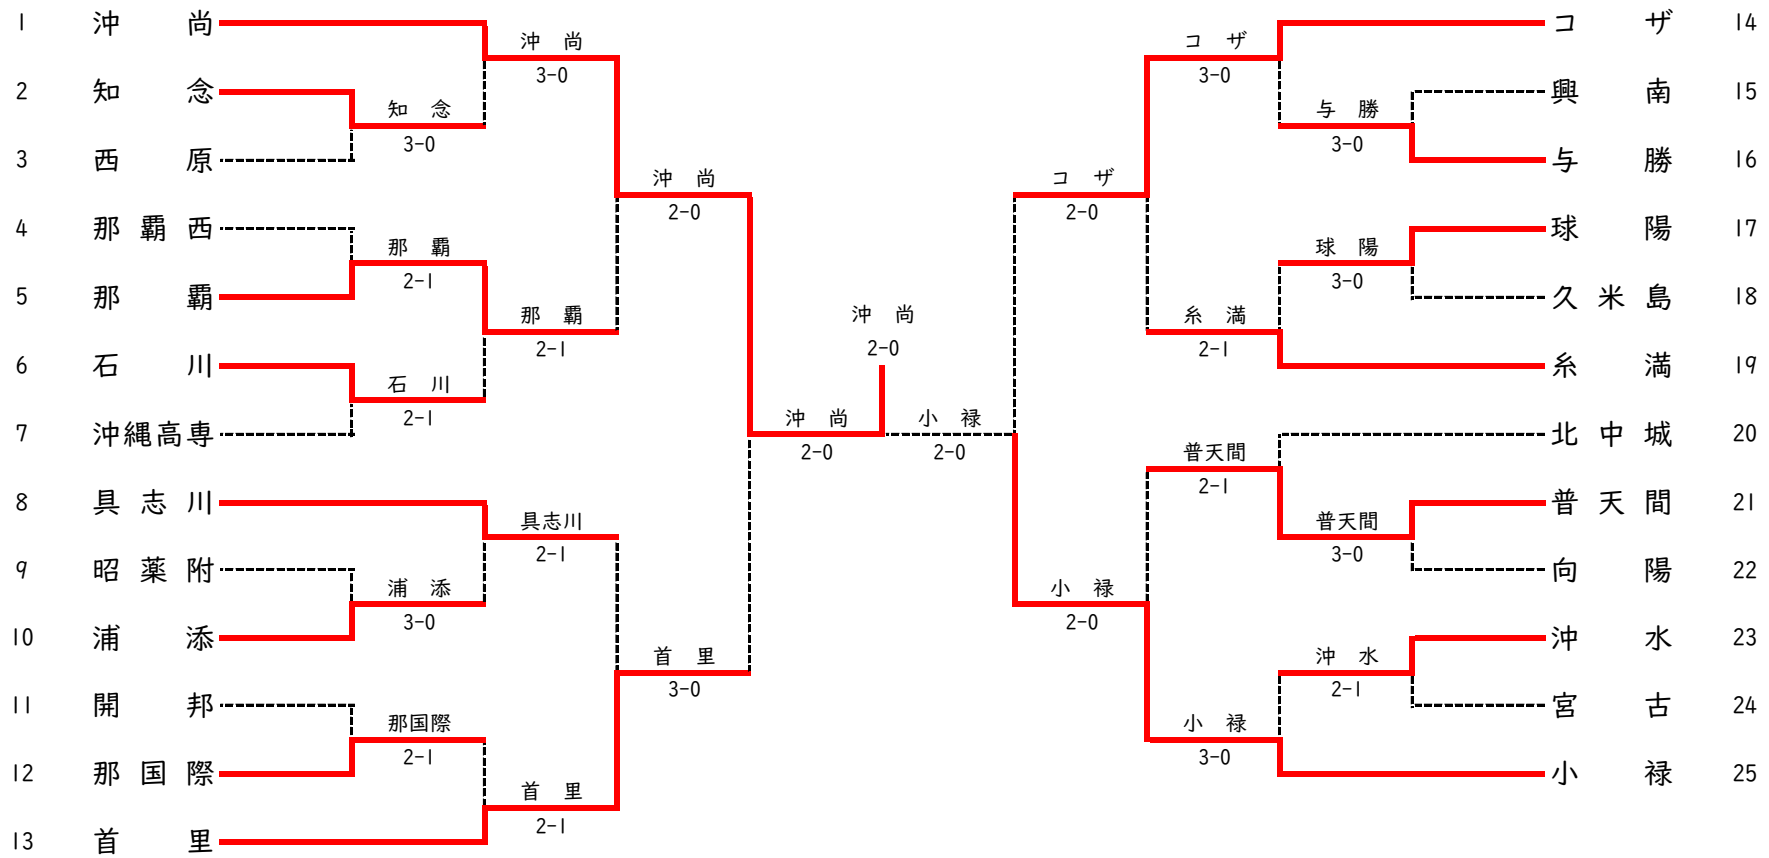 1 沖尚
2 知念
3 西原
4 那覇西
5 那覇
6 石川
7 沖縄高専
8 具志川
9 昭薬附
10 浦添
11 開邦
12 那国際
13 首里
知念
3-0
那覇
2-1
石川
2-1
浦添
3-0
那国際
2-1
沖尚
3-0
那覇
2-1
具志川
2-1
首里
2-1
沖尚
2-0
首里
3-0
沖尚
2-0
沖尚
2-0
小禄
2-0
コザ
2-0
小禄
2-0
コザ
3-0
糸満
2-1
普天間
2-1
小禄
3-0
与勝
3-0
球陽
3-0
普天間
3-0
沖水
2-1
コザ 14
興南 15
与勝 16
球陽 17
久米島 18
糸満 19
北中城 20
普天間 21
向陽 22
沖水 23
宮古 24
小禄 25